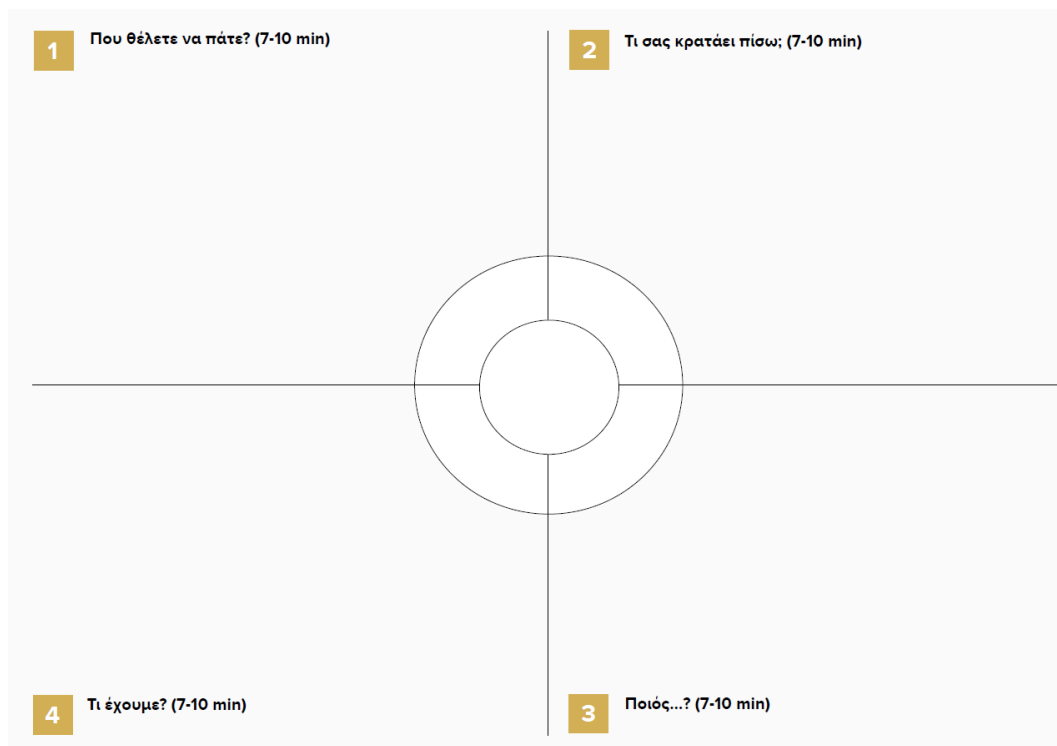 1 Που θέλετε να πάτε? (7-10 min)
2 Τι σας κρατάει πίσω; (7-10 min)
4 Τι έχουμε? (7-10 min)
3 Ποιός...? (7-10 min)